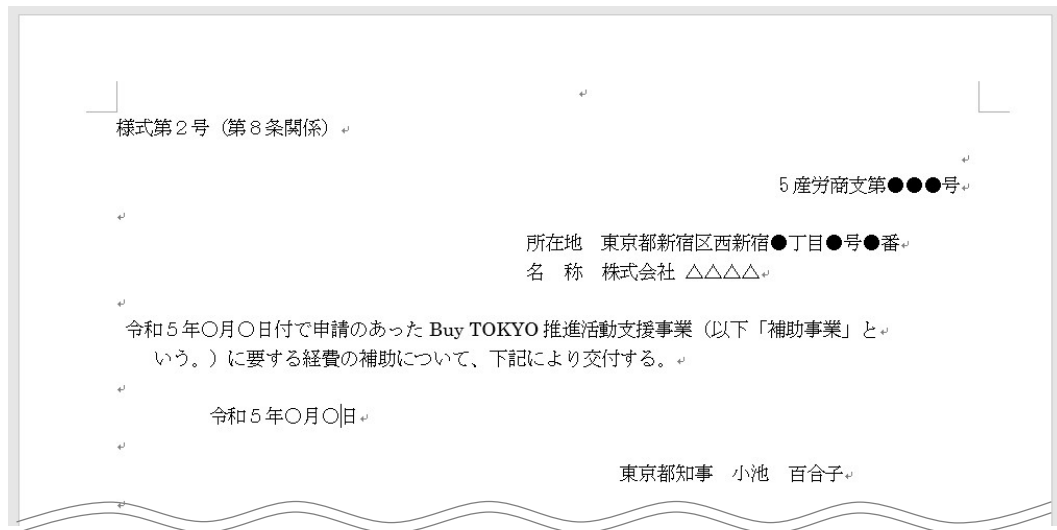 様式第２号（第８条関係）
５産労商支第●●●号
所在地　東京都新宿区西新宿●丁目●号●番
名　称　株式会社 △△△△
令和５年〇月〇日付で申請のあった Buy TOKYO 推進活動支援事業（以下「補助事業」と
いう。）に要する経費の補助について、下記により交付する。
令和５年〇月〇日
東京都知事　小池　百合子